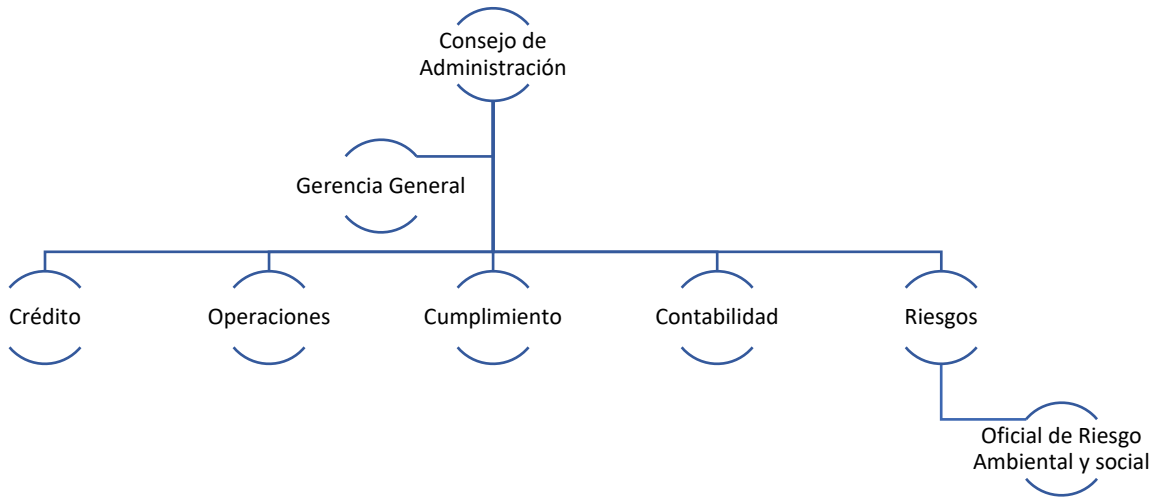 Consejo de
Administración
Gerencia General
Crédito
Operaciones
Cumplimiento
Contabilidad
Riesgos
Oficial de Riesgo
Ambiental y social